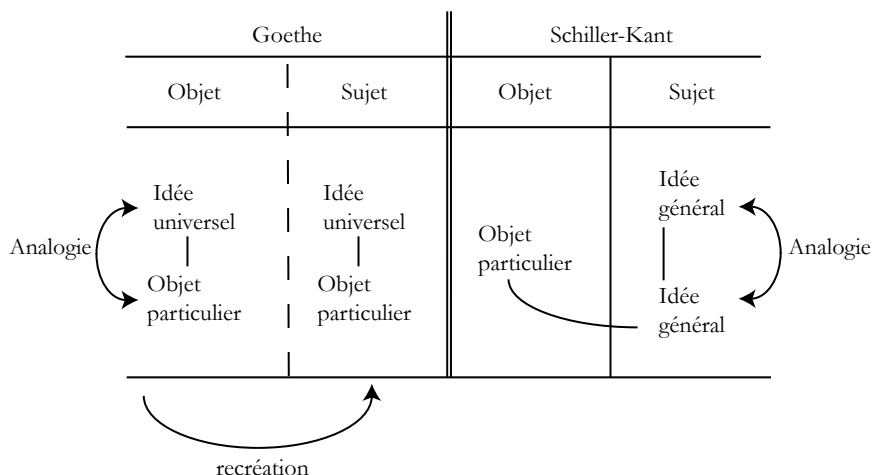 Goethe
Schiller-Kant
Objet
Sujet
Objet
Sujet
Analogie
Idée
universel
Objet
particulier
Idée
universel
Objet
particulier
Objet
particulier
Idée
général
Idée
général
Analogie
recréation